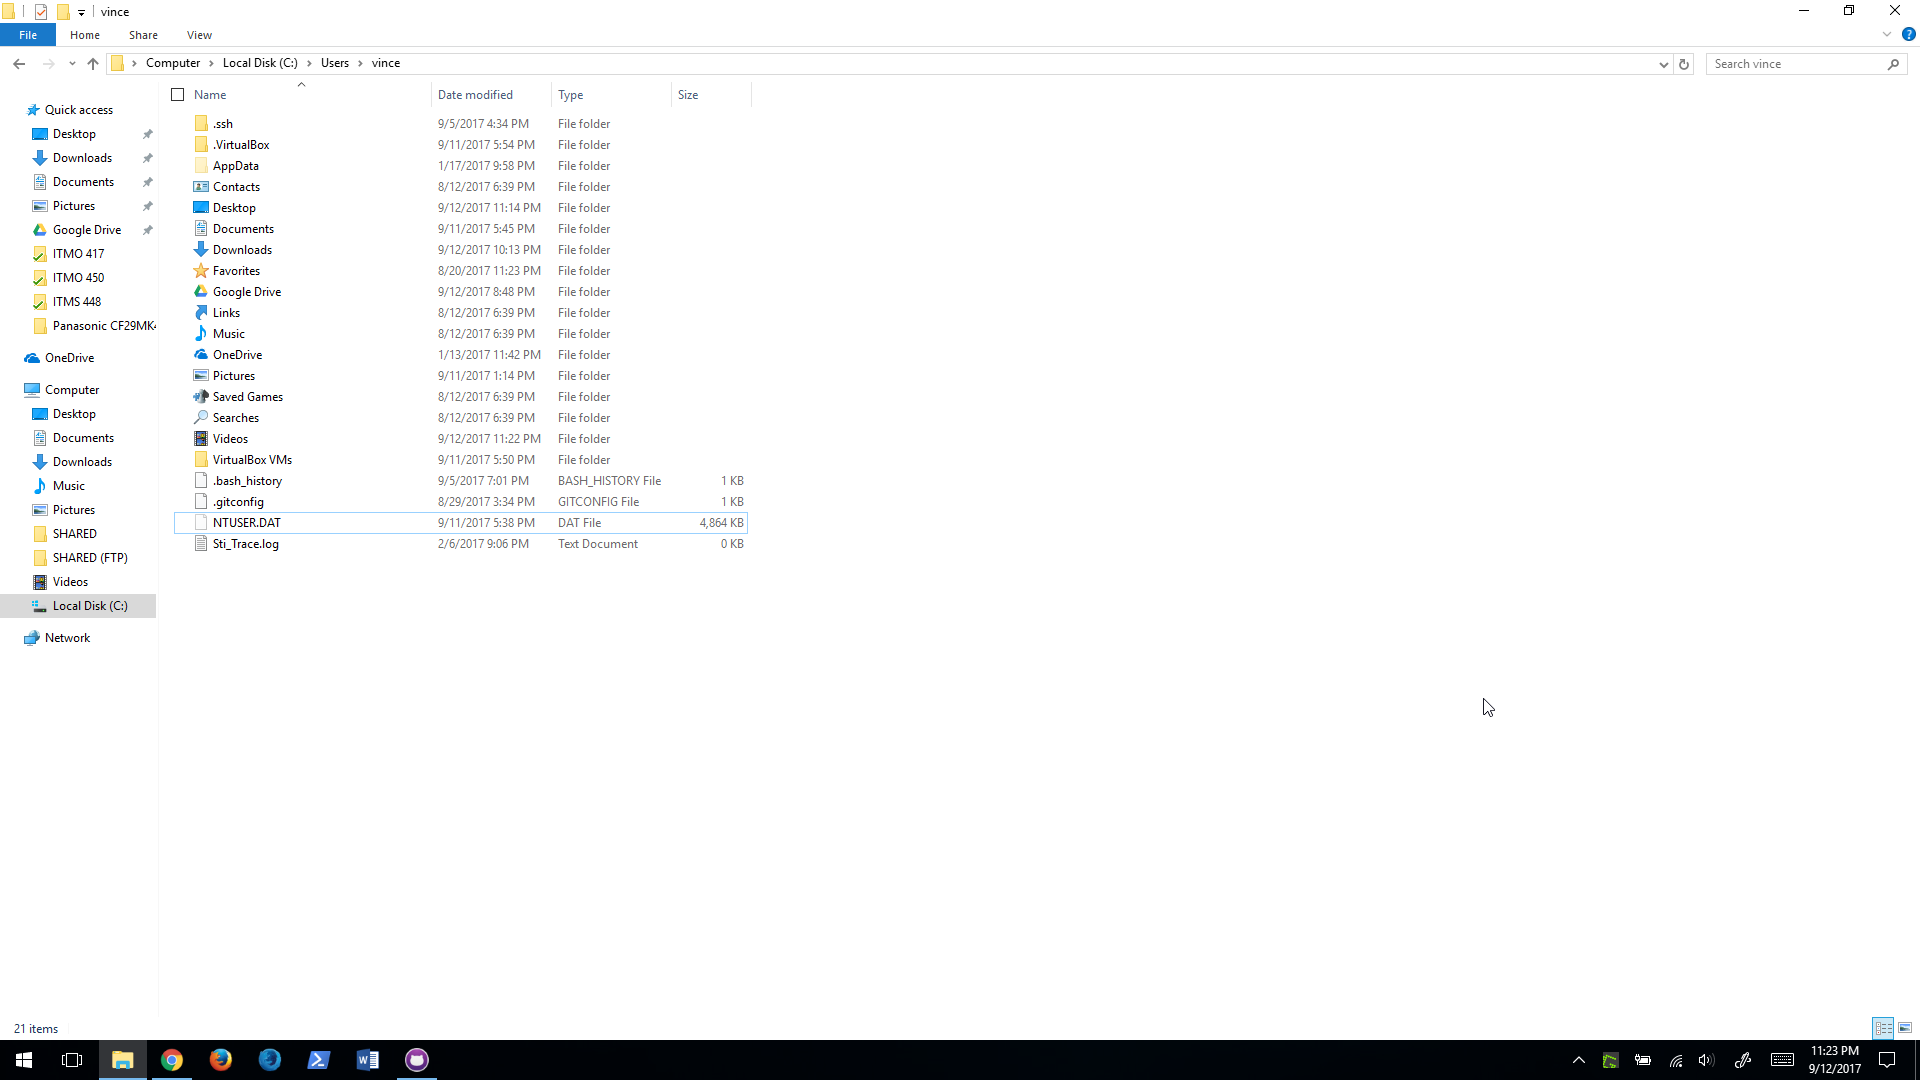 vince
File Home Share View
Computer Local Disk (C:) Users vince
Search vince
Name Date modified Type Size
Quick access
Desktop
Downloads
Documents
Pictures
Google Drive
ITMO 417
ITMO 450
ITMS 448
Panasonic CF29MK4
OneDrive
Computer
Desktop
Documents
Downloads
Music
Pictures
SHARED
SHARED (FTP)
Videos
Local Disk (C:)
Network
.ssh 9/5/2017 4:34 PM File folder
.VirtualBox 9/11/2017 5:54 PM File folder
AppData 1/17/2017 9:58 PM File folder
Contacts 8/12/2017 6:39 PM File folder
Desktop 9/12/2017 11:14 PM File folder
Documents 9/11/2017 5:45 PM File folder
Downloads 9/12/2017 10:13 PM File folder
Favorites 8/20/2017 11:23 PM File folder
Google Drive 9/12/2017 8:48 PM File folder
Links 8/12/2017 6:39 PM File folder
Music 8/12/2017 6:39 PM File folder
OneDrive 1/13/2017 11:42 PM File folder
Pictures 9/11/2017 1:14 PM File folder
Saved Games 8/12/2017 6:39 PM File folder
Searches 8/12/2017 6:39 PM File folder
Videos 9/12/2017 11:22 PM File folder
VirtualBox VMs 9/11/2017 5:50 PM File folder
.bash_history 9/5/2017 7:01 PM BASH_HISTORY File 1 KB
.gitconfig 8/29/2017 3:34 PM GITCONFIG File 1 KB
NTUSER.DAT 9/11/2017 5:38 PM DAT File 4,864 KB
Sti_Trace.log 2/6/2017 9:06 PM Text Document 0 KB
21 items
11:23 PM
9/12/2017